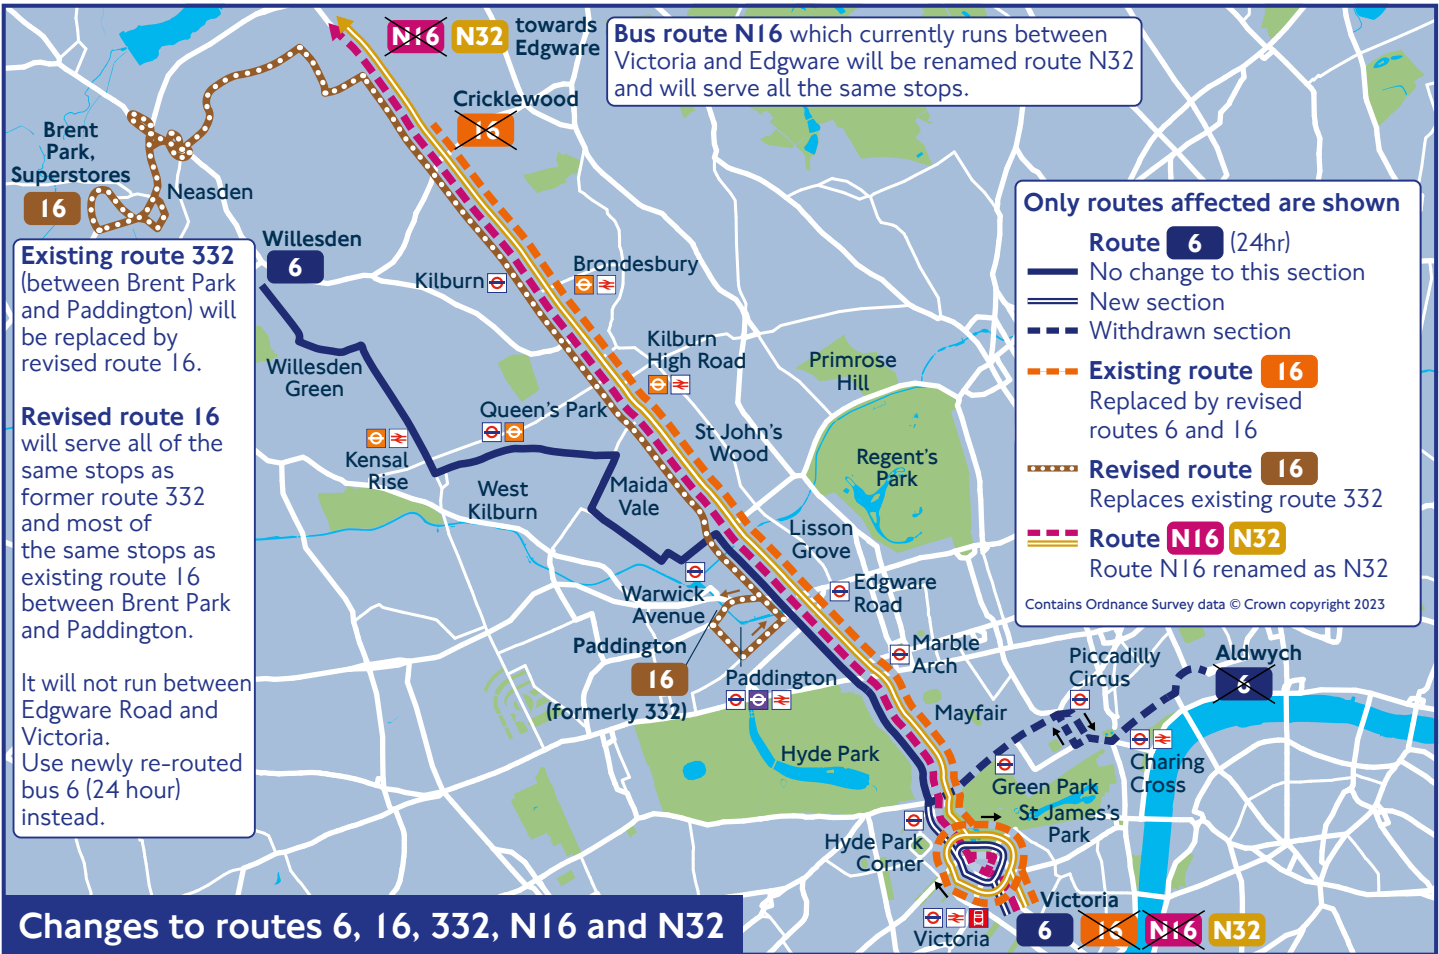 N16 N32 towards
Edgware
Bus route N16 which currently runs between
Victoria and Edgware will be renamed route N32
and will serve all the same stops.
Cricklewood
16
Brent
Park,
Superstores
16
Neasden
Existing route 332
(between Brent Park
and Paddington) will
be replaced by
revised route 16.
Revised route 16
will serve all of the
same stops as
former route 332
and most of
the same stops as
existing route 16
between Brent Park
and Paddington.
It will not run between
Edgware Road and
Victoria.
Use newly re-routed
bus 6 (24 hour)
instead.
Willesden
6
Kilburn
Brondesbury
Willesden
Green
Kilburn
High Road
Primrose
Hill
Queen's Park
Kensal
Rise
St John's
Wood
Regent's
Park
West
Kilburn
Maida
Vale
Lisson
Grove
Warwick
Avenue
Edgware
Road
Paddington
16
(formerly 332)
Paddington
Marble
Arch
Mayfair
Hyde Park
Piccadilly
Circus
Aldwych
6
Charing
Cross
Green Park
St James's
Park
Hyde Park
Corner
Victoria
Victoria
6 16 N16 N32
Only routes affected are shown
Route 6 (24hr)
No change to this section
New section
Withdrawn section
Existing route 16
Replaced by revised
routes 6 and 16
Revised route 16
Replaces existing route 332
Route N16 N32
Route N16 renamed as N32
Contains Ordnance Survey data © Crown copyright 2023
Changes to routes 6, 16, 332, N16 and N32